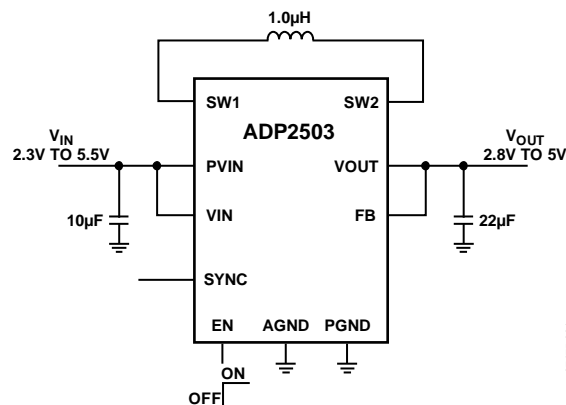 1.0µH
SW1
SW2
ADP2503
VIN
2.3V TO 5.5V
PVIN
VOUT
VOUT
2.8V TO 5V
10µF
VIN
FB
22µF
SYNC
EN
AGND
PGND
ON
OFF